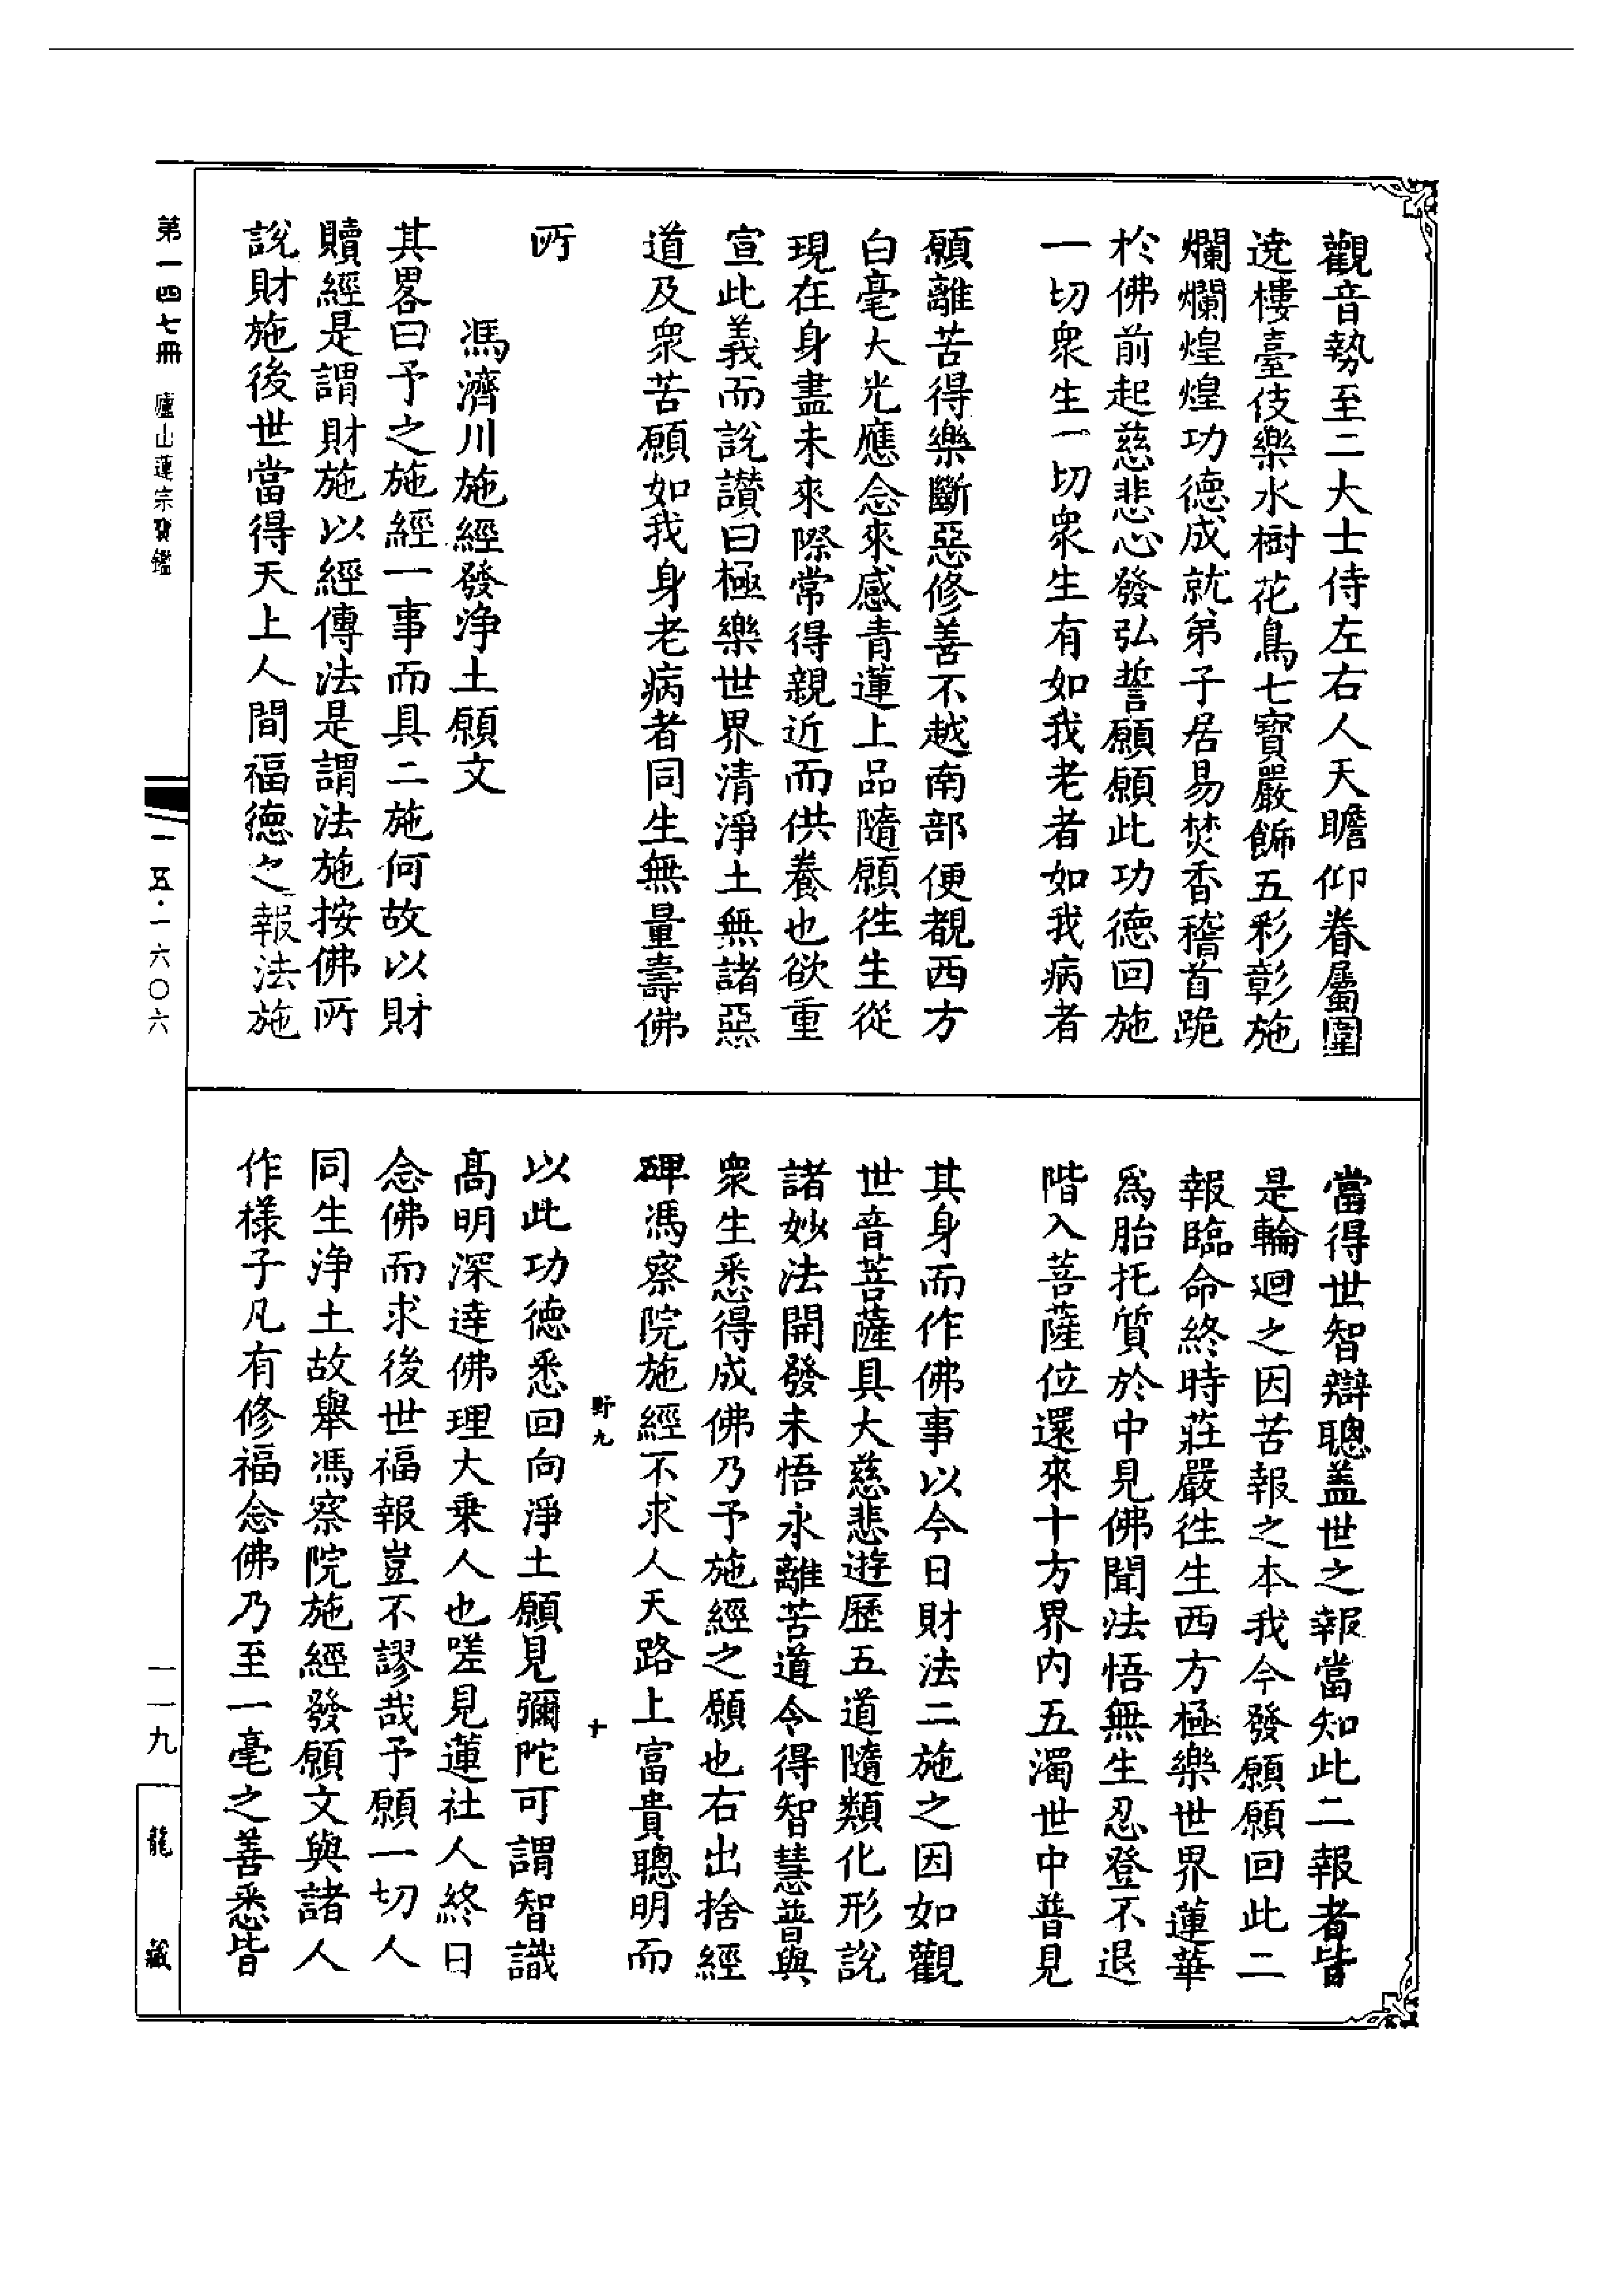 觀音勢至二大士侍左右人天瞻仰眷屬圍
遶樓臺伎樂水樹花鳥七寶嚴飾五彩彰施
爛爛煌煌功德成就弟子居易焚香稽首跪
於佛前起慈悲心發弘誓願願此功德回施
一切衆生一切衆生有如我老者如我病者
願離苦得樂斷惡修善不越南部便覩西方
白毫大光應念來感青蓮上品隨願往生從
現在身盡未來際常得親近而供養也欲重
宣此義而說讚曰極樂世界清淨土無諸惡
道及衆苦願如我身老病者同生無量壽佛
所
馮濟川施經發净土願文
其畧曰予之施經一事而具二施何故以財
贖經是謂財施以經傳法是謂法施按佛所
說財施後世當得天上人間福德之報法施
當得世智辯聰盖世之報當知此二報者皆
是輪迴之因苦報之本我今發願願回此二
報臨命終時莊嚴往生西方極樂世界蓮華
爲胎托質於中見佛聞法悟無生忍登不退
階入菩薩位還來十方界内五濁世中普見
其身而作佛事以今日財法二施之因如觀
世音菩薩具大慈悲遊歷五道隨類化形說
諸妙法開發未悟永離苦道令得智慧普與
衆生悉得成佛乃予施經之願也右出捨經
碑馮察院施經不求人天路上富貴聰明而
野九 十
以此功德悉回向淨土願見彌陀可謂智識
髙明深達佛理大乗人也嗟見蓮社人終日
念佛而求後世福報豈不謬哉予願一切人
同生净土故舉馮察院施經發願文與諸人
作樣子凡有修福念佛乃至一毫之善悉皆
第一四七冊 廬山蓮宗寶鑑
一五·一六〇六
一一九
龍藏